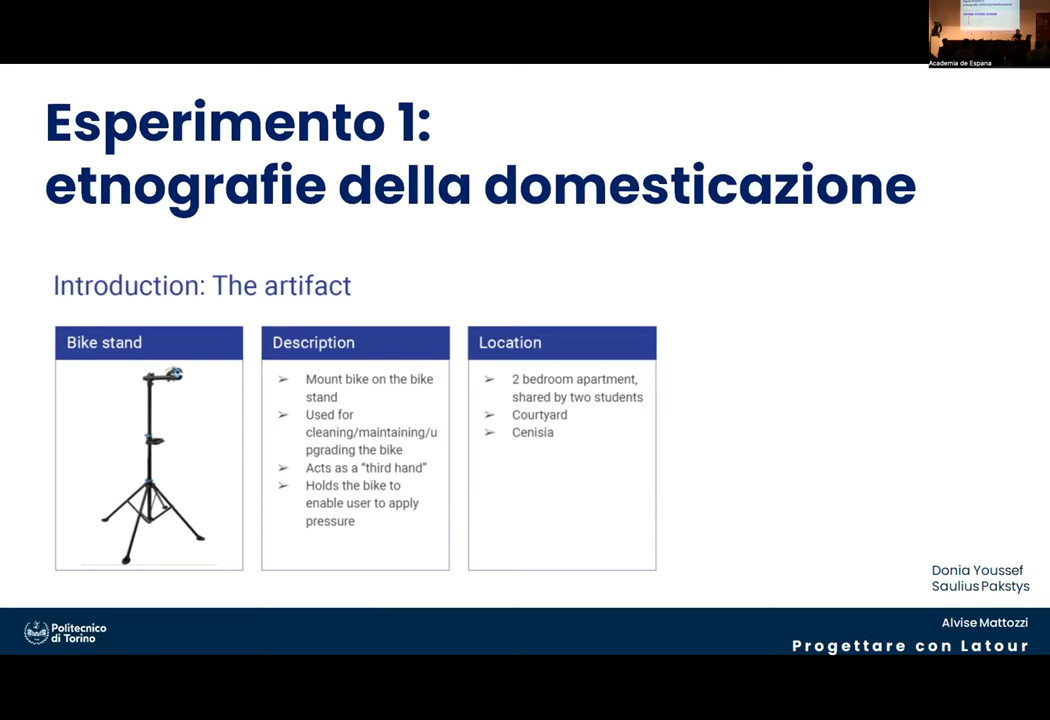 Academia de Espana
Esperimento 1:
etnografie della domesticazione
Introduction: The artifact
Bike stand
Description
➢ Mount bike on the bike
stand
➢ Used for
cleaning/maintaining/u
pgrading the bike
➢ Acts as a “third hand”
➢ Holds the bike to
enable user to apply
pressure
Location
➢ 2 bedroom apartment,
shared by two students
➢ Courtyard
➢ Cenisia
Donia Youssef
Saulius Pakstys
Politecnico
di Torino
Alvise Mattozzi
Progettare con Latour